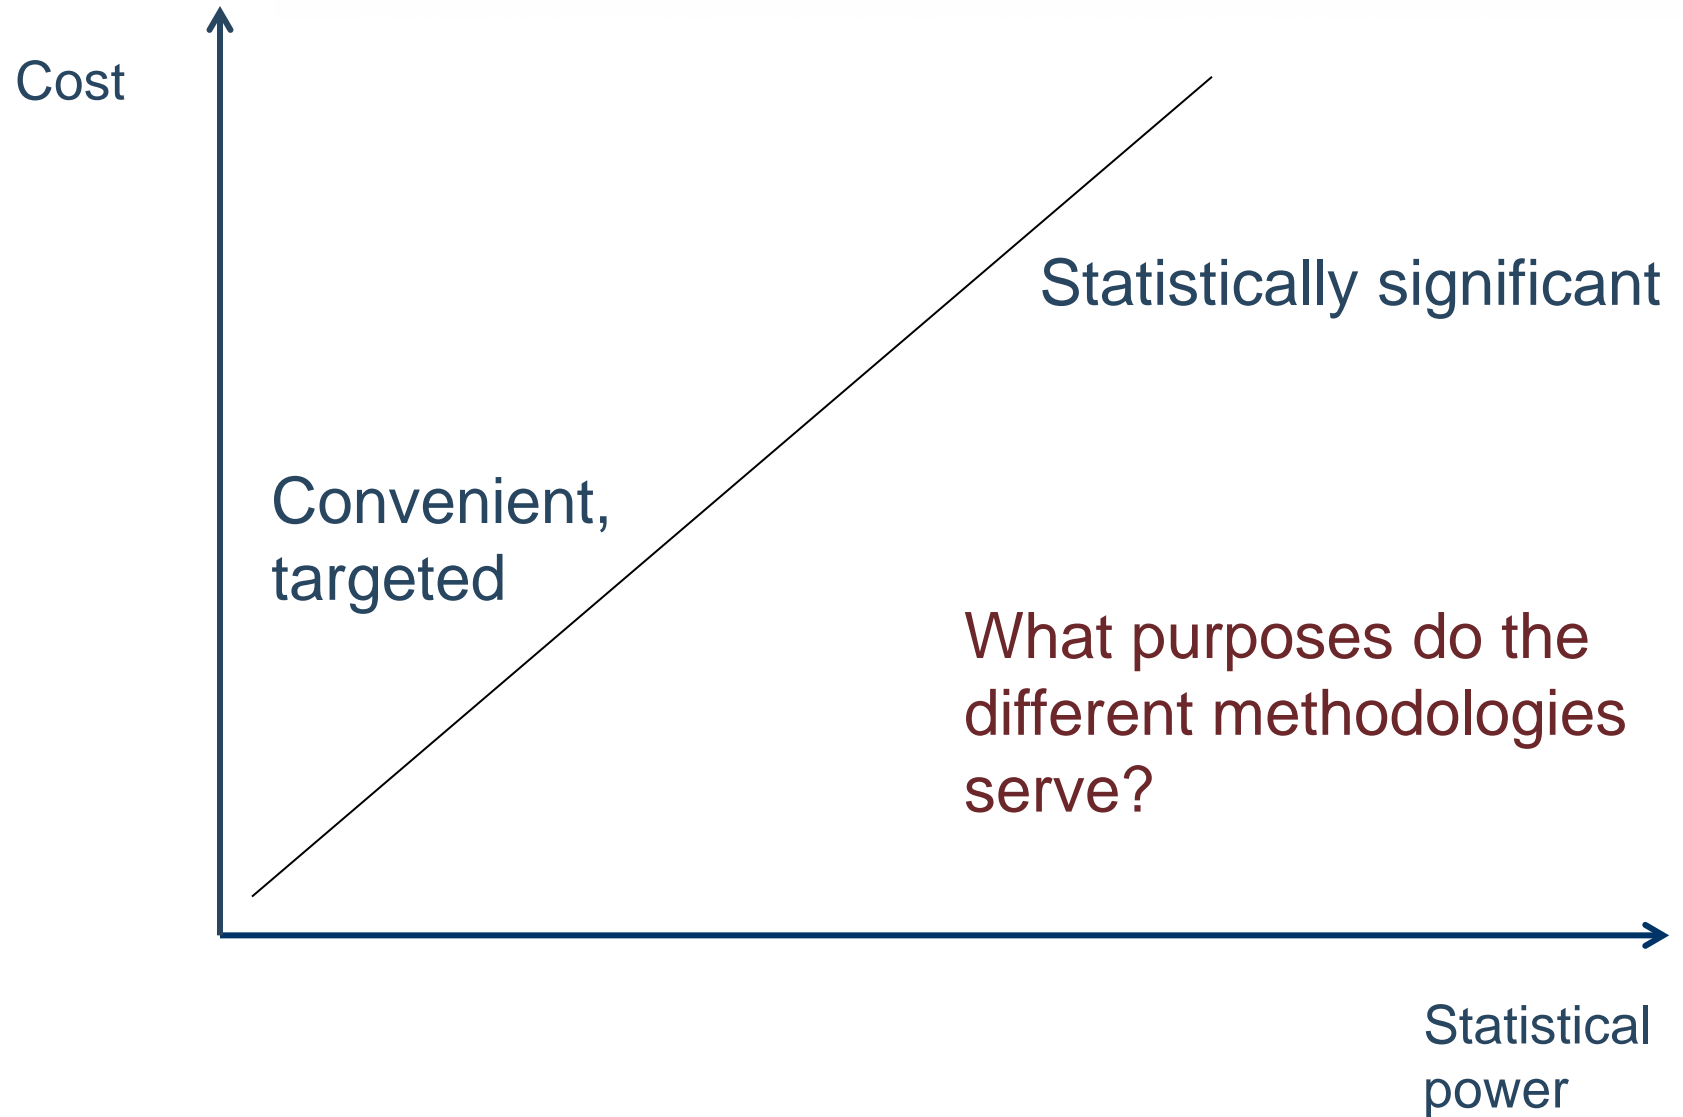 Cost
Statistically significant
Convenient,
targeted
What purposes do the
different methodologies
serve?
Statistical
power